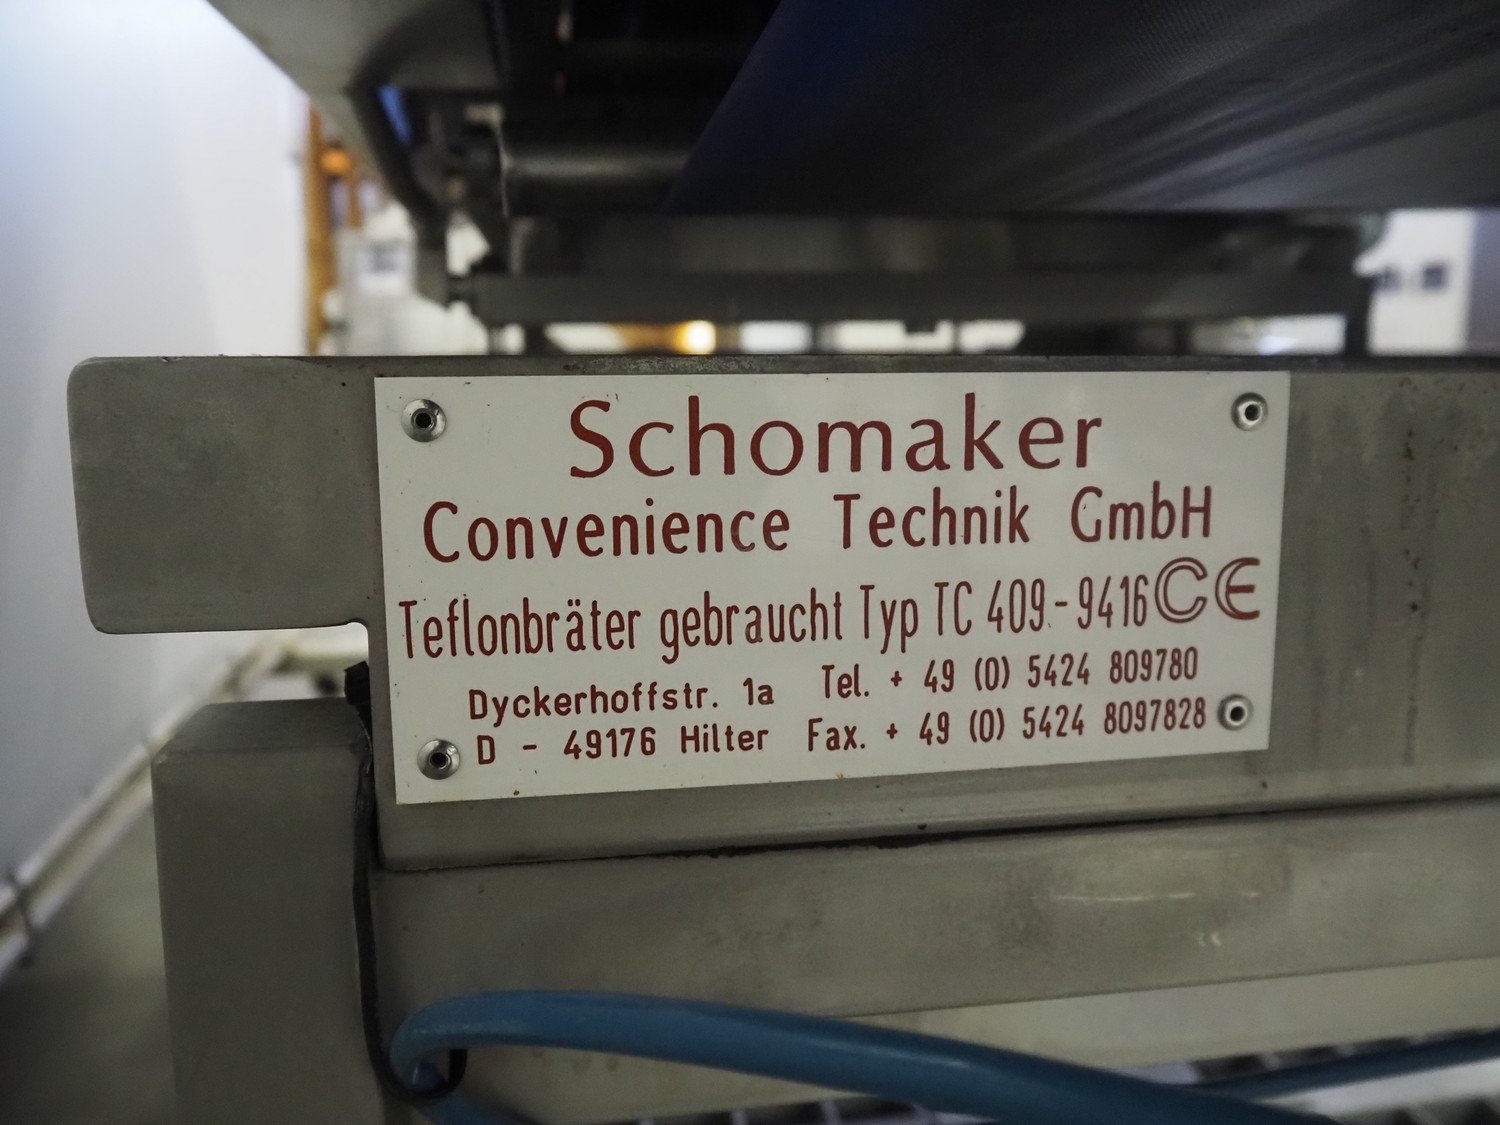 Schomaker
Convenience Technik GmbH
Teflonbräter gebraucht Typ TC 409-9416 CE
Dyckerhoffstr. 1a Tel. + 49 (0) 5424 809780
D - 49176 Hilter Fax. + 49 (0) 5424 8097828